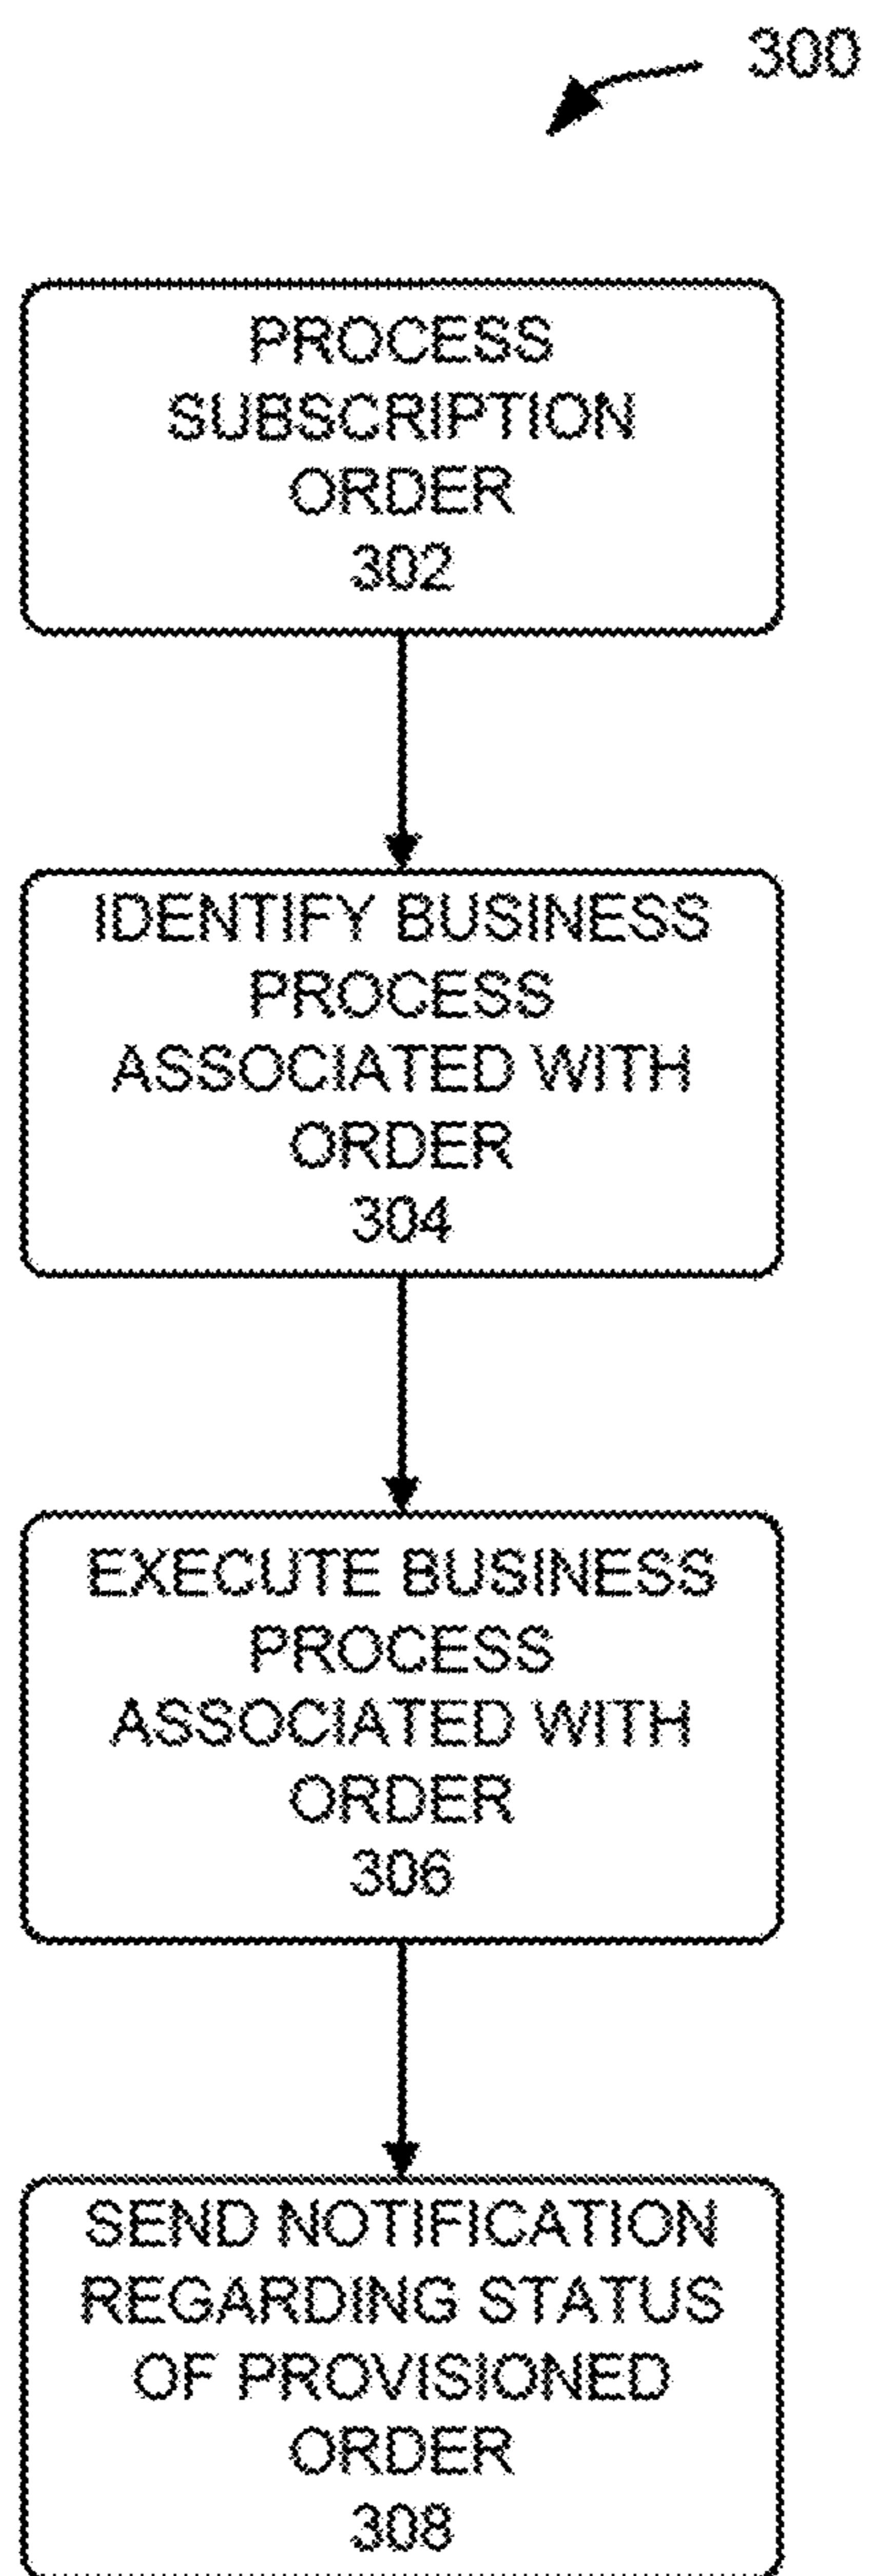 300
PROCESS
SUBSCRIPTION
ORDER
302
IDENTIFY BUSINESS
PROCESS
ASSOCIATED WITH
ORDER
304
EXECUTE BUSINESS
PROCESS
ASSOCIATED WITH
ORDER
306
SEND NOTIFICATION
REGARDING STATUS
OF PROVISIONED
ORDER
308